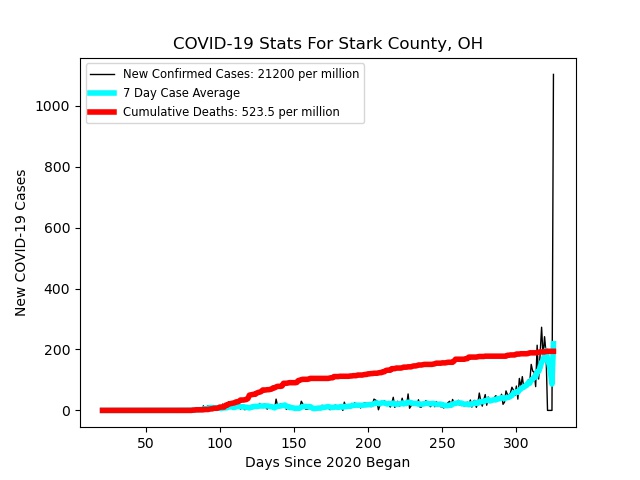 COVID-19 Stats For Stark County, OH
New Confirmed Cases: 21200 per million
7 Day Case Average
Cumulative Deaths: 523.5 per million
New COVID-19 Cases
1000
800
600
400
200
0
50
100
150
200
250
300
Days Since 2020 Began